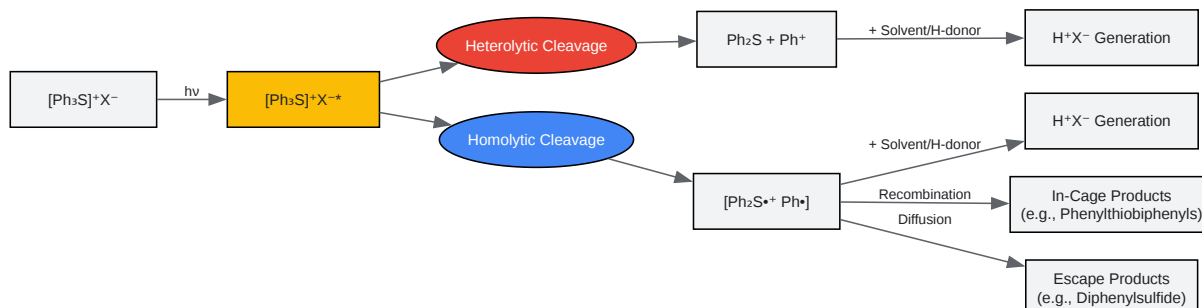 [Ph₃S]⁺X⁻
hν
[Ph₃S]⁺X⁻*
Heterolytic Cleavage
Ph₂S + Ph⁺
+ Solvent/H-donor
H⁺X⁻ Generation
Homolytic Cleavage
[Ph₂S•⁺ Ph•]
+ Solvent/H-donor
H⁺X⁻ Generation
Recombination
In-Cage Products
(e.g., Phenylthiobiphenyls)
Diffusion
Escape Products
(e.g., Diphenylsulfide)